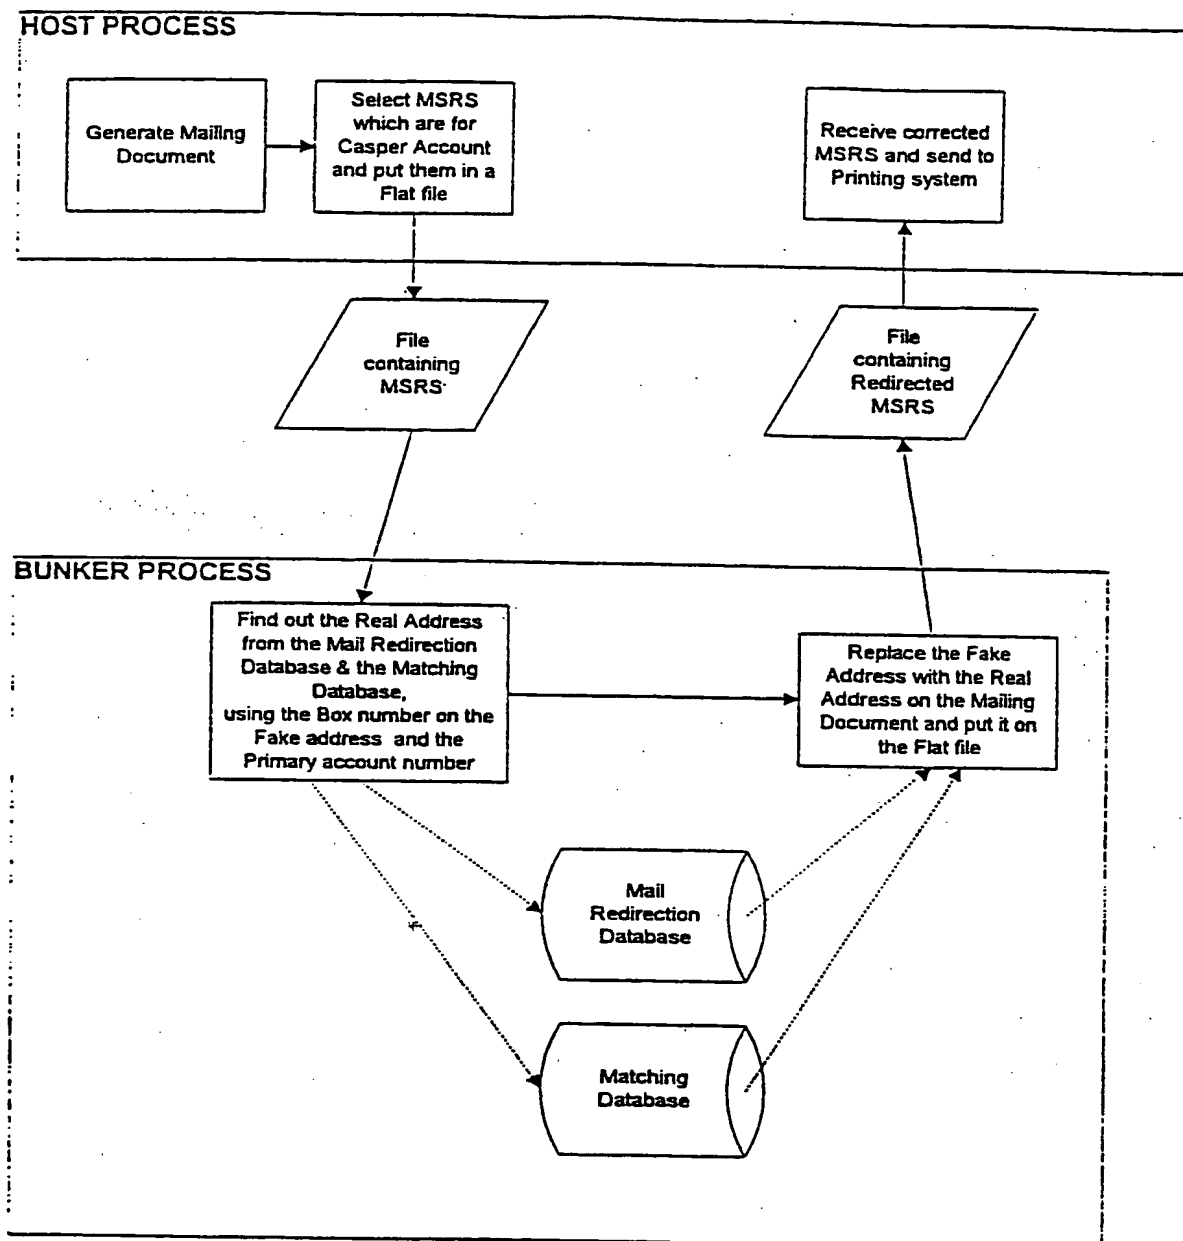 HOST PROCESS
Generate Mailing
Document
Select MSRS
which are for
Casper Account
and put them in a
Flat file
Receive corrected
MSRS and send to
Printing system
File
containing
MSRS
File
containing
Redirected
MSRS
BUNKER PROCESS
Find out the Real Address
from the Mail Redirection
Database & the Matching
Database,
using the Box number on the
Fake address and the
Primary account number
Replace the Fake
Address with the Real
Address on the Mailing
Document and put it on
the Flat file
Mail
Redirection
Database
Matching
Database